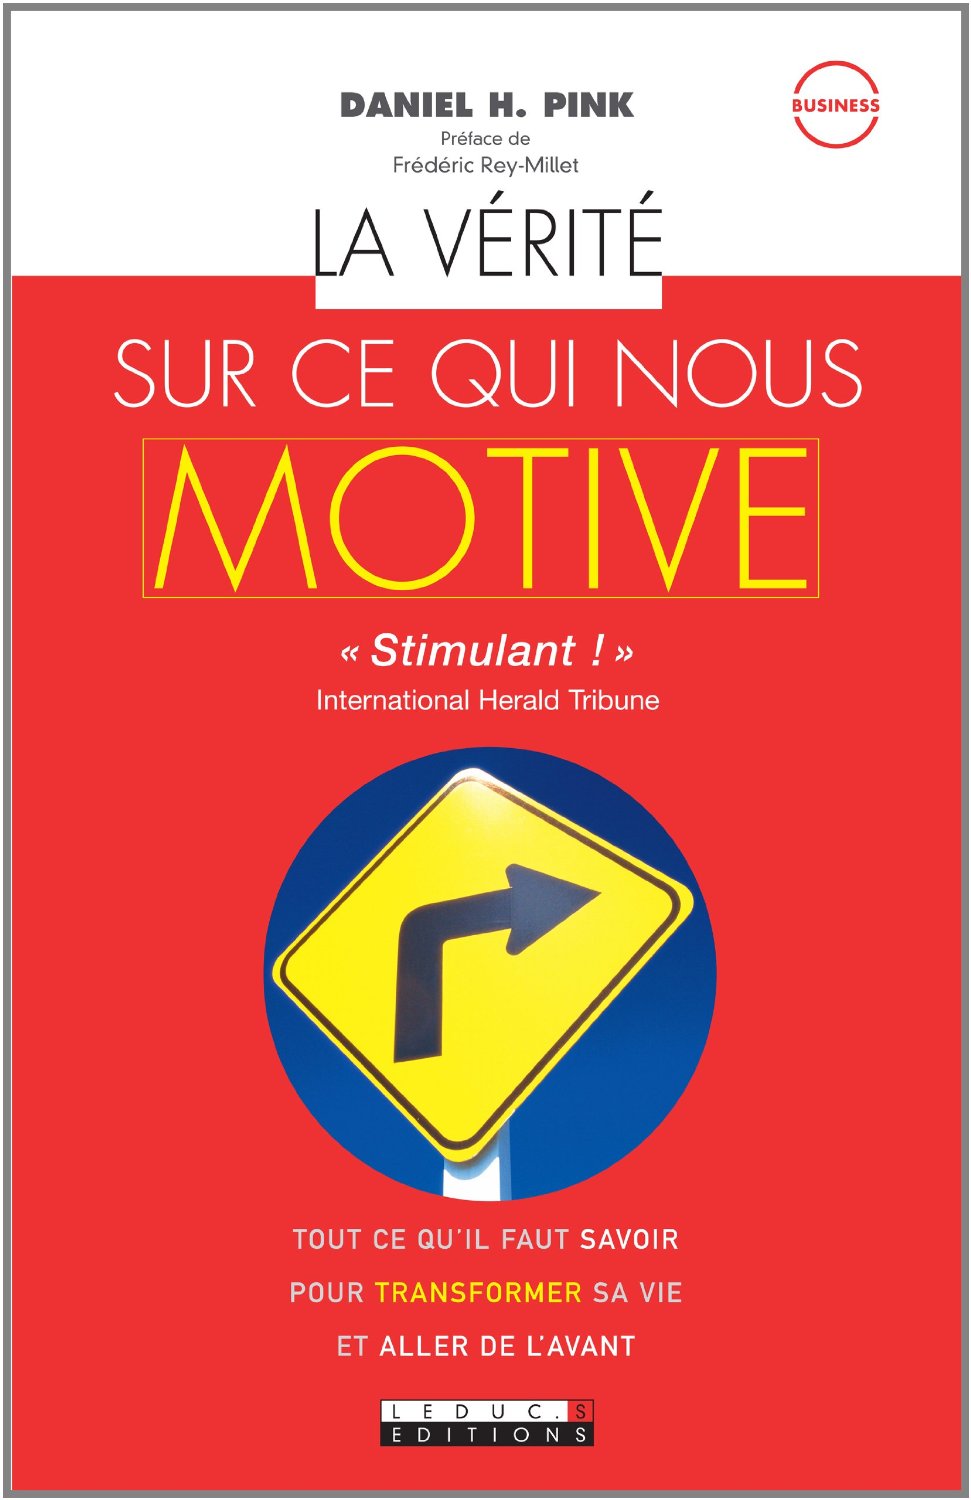 DANIEL H. PINK
BUSINESS
Préface de
Frédéric Rey-Millet
LA VÉRITÉ
SUR CE QUI NOUS
MOTIVE
« Stimulant ! »
International Herald Tribune
TOUT CE QU'IL FAUT SAVOIR
POUR TRANSFORMER SA VIE
ET ALLER DE L'AVANT
LEDUC.S
EDITIONS